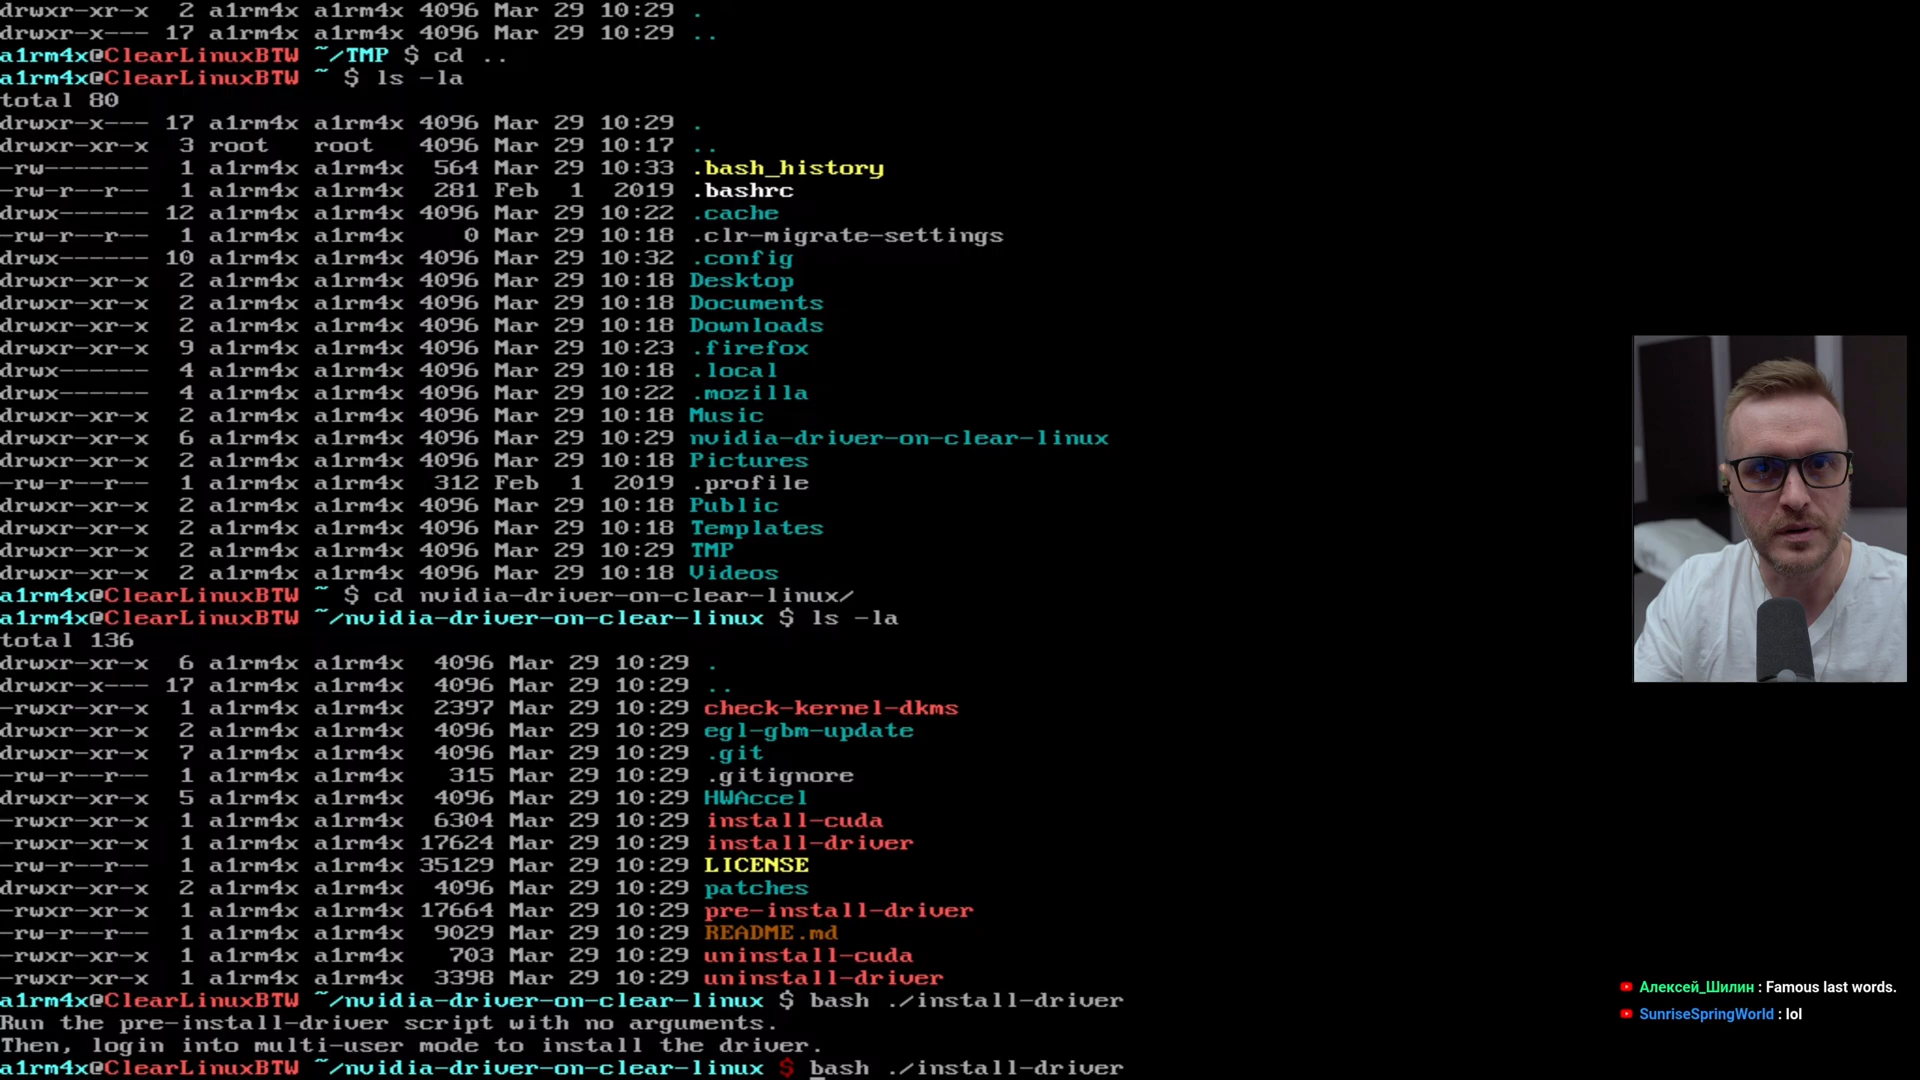 drwxr-xr-x  2 a1rm4x a1rm4x 4096 Mar 29 10:29 .
drwxr-x--- 17 a1rm4x a1rm4x 4096 Mar 29 10:29 ..
a1rm4x@ClearLinuxBTW ~/TMP $ cd ..
a1rm4x@ClearLinuxBTW ~ $ ls -la
total 80
drwxr-x--- 17 a1rm4x a1rm4x 4096 Mar 29 10:29 .
drwxr-xr-x  3 root   root   4096 Mar 29 10:17 ..
-rw-------  1 a1rm4x a1rm4x  564 Mar 29 10:33 .bash_history
-rw-r--r--  1 a1rm4x a1rm4x  281 Feb  1  2019 .bashrc
drwx------ 12 a1rm4x a1rm4x 4096 Mar 29 10:22 .cache
-rw-r--r--  1 a1rm4x a1rm4x    0 Mar 29 10:18 .clr-migrate-settings
drwx------ 10 a1rm4x a1rm4x 4096 Mar 29 10:32 .config
drwxr-xr-x  2 a1rm4x a1rm4x 4096 Mar 29 10:18 Desktop
drwxr-xr-x  2 a1rm4x a1rm4x 4096 Mar 29 10:18 Documents
drwxr-xr-x  2 a1rm4x a1rm4x 4096 Mar 29 10:18 Downloads
drwxr-xr-x  9 a1rm4x a1rm4x 4096 Mar 29 10:23 .firefox
drwx------  4 a1rm4x a1rm4x 4096 Mar 29 10:18 .local
drwx------  4 a1rm4x a1rm4x 4096 Mar 29 10:22 .mozilla
drwxr-xr-x  2 a1rm4x a1rm4x 4096 Mar 29 10:18 Music
drwxr-xr-x  6 a1rm4x a1rm4x 4096 Mar 29 10:29 nvidia-driver-on-clear-linux
drwxr-xr-x  2 a1rm4x a1rm4x 4096 Mar 29 10:18 Pictures
-rw-r--r--  1 a1rm4x a1rm4x  312 Feb  1  2019 .profile
drwxr-xr-x  2 a1rm4x a1rm4x 4096 Mar 29 10:18 Public
drwxr-xr-x  2 a1rm4x a1rm4x 4096 Mar 29 10:18 Templates
drwxr-xr-x  2 a1rm4x a1rm4x 4096 Mar 29 10:29 TMP
drwxr-xr-x  2 a1rm4x a1rm4x 4096 Mar 29 10:18 Videos
a1rm4x@ClearLinuxBTW ~ $ cd nvidia-driver-on-clear-linux/
a1rm4x@ClearLinuxBTW ~/nvidia-driver-on-clear-linux $ ls -la
total 136
drwxr-xr-x  6 a1rm4x a1rm4x  4096 Mar 29 10:29 .
drwxr-x--- 17 a1rm4x a1rm4x  4096 Mar 29 10:29 ..
-rwxr-xr-x  1 a1rm4x a1rm4x  2397 Mar 29 10:29 check-kernel-dkms
drwxr-xr-x  2 a1rm4x a1rm4x  4096 Mar 29 10:29 egl-gbm-update
drwxr-xr-x  7 a1rm4x a1rm4x  4096 Mar 29 10:29 .git
-rw-r--r--  1 a1rm4x a1rm4x   315 Mar 29 10:29 .gitignore
drwxr-xr-x  5 a1rm4x a1rm4x  4096 Mar 29 10:29 HWAccel
-rwxr-xr-x  1 a1rm4x a1rm4x  6304 Mar 29 10:29 install-cuda
-rwxr-xr-x  1 a1rm4x a1rm4x 17624 Mar 29 10:29 install-driver
-rw-r--r--  1 a1rm4x a1rm4x 35129 Mar 29 10:29 LICENSE
drwxr-xr-x  2 a1rm4x a1rm4x  4096 Mar 29 10:29 patches
-rwxr-xr-x  1 a1rm4x a1rm4x 17664 Mar 29 10:29 pre-install-driver
-rw-r--r--  1 a1rm4x a1rm4x  9029 Mar 29 10:29 README.md
-rwxr-xr-x  1 a1rm4x a1rm4x   703 Mar 29 10:29 uninstall-cuda
-rwxr-xr-x  1 a1rm4x a1rm4x  3398 Mar 29 10:29 uninstall-driver
a1rm4x@ClearLinuxBTW ~/nvidia-driver-on-clear-linux $ bash ./install-driver
Run the pre-install-driver script with no arguments.
Then, login into multi-user mode to install the driver.
a1rm4x@ClearLinuxBTW ~/nvidia-driver-on-clear-linux $ bash ./install-driver
Алексей_Шилин : Famous last words.
SunriseSpringWorld : lol